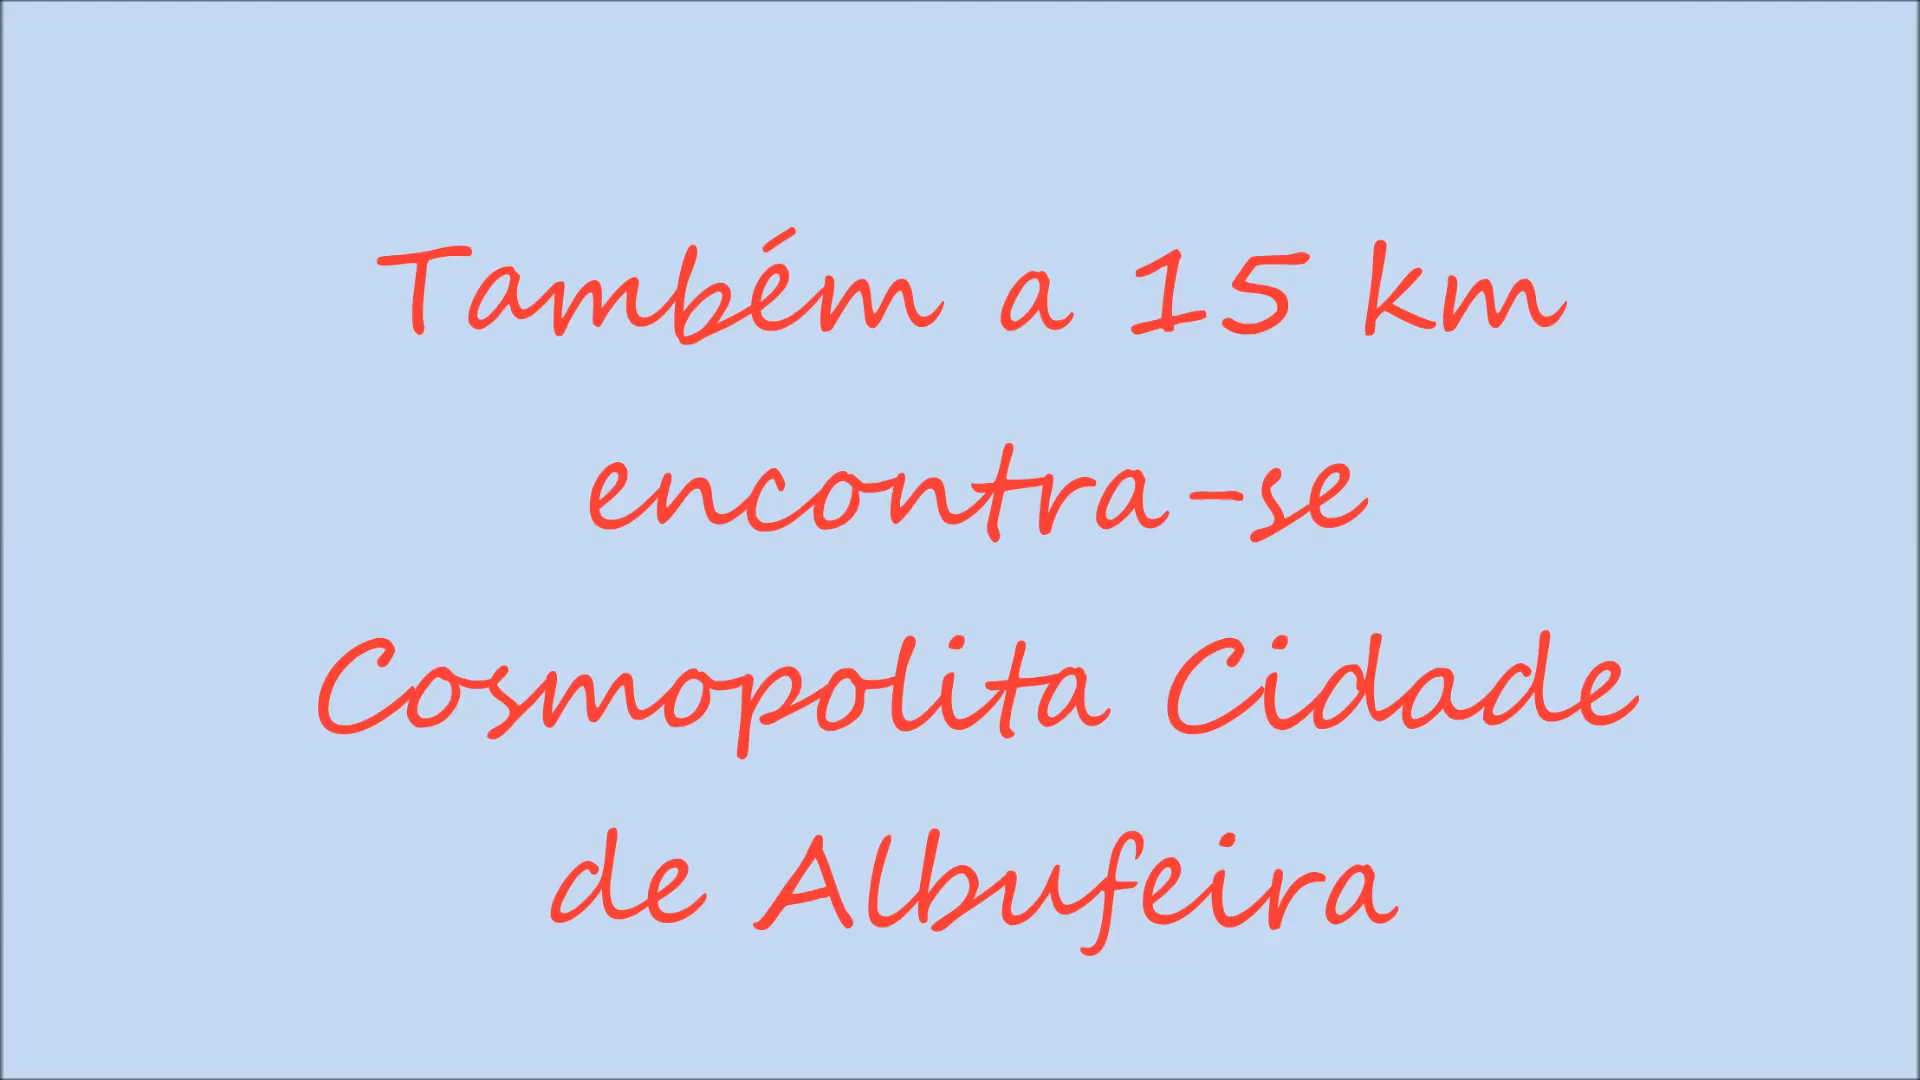 Também a 15 km
encontra-se
Cosmopolita Cidade
de Albufeira